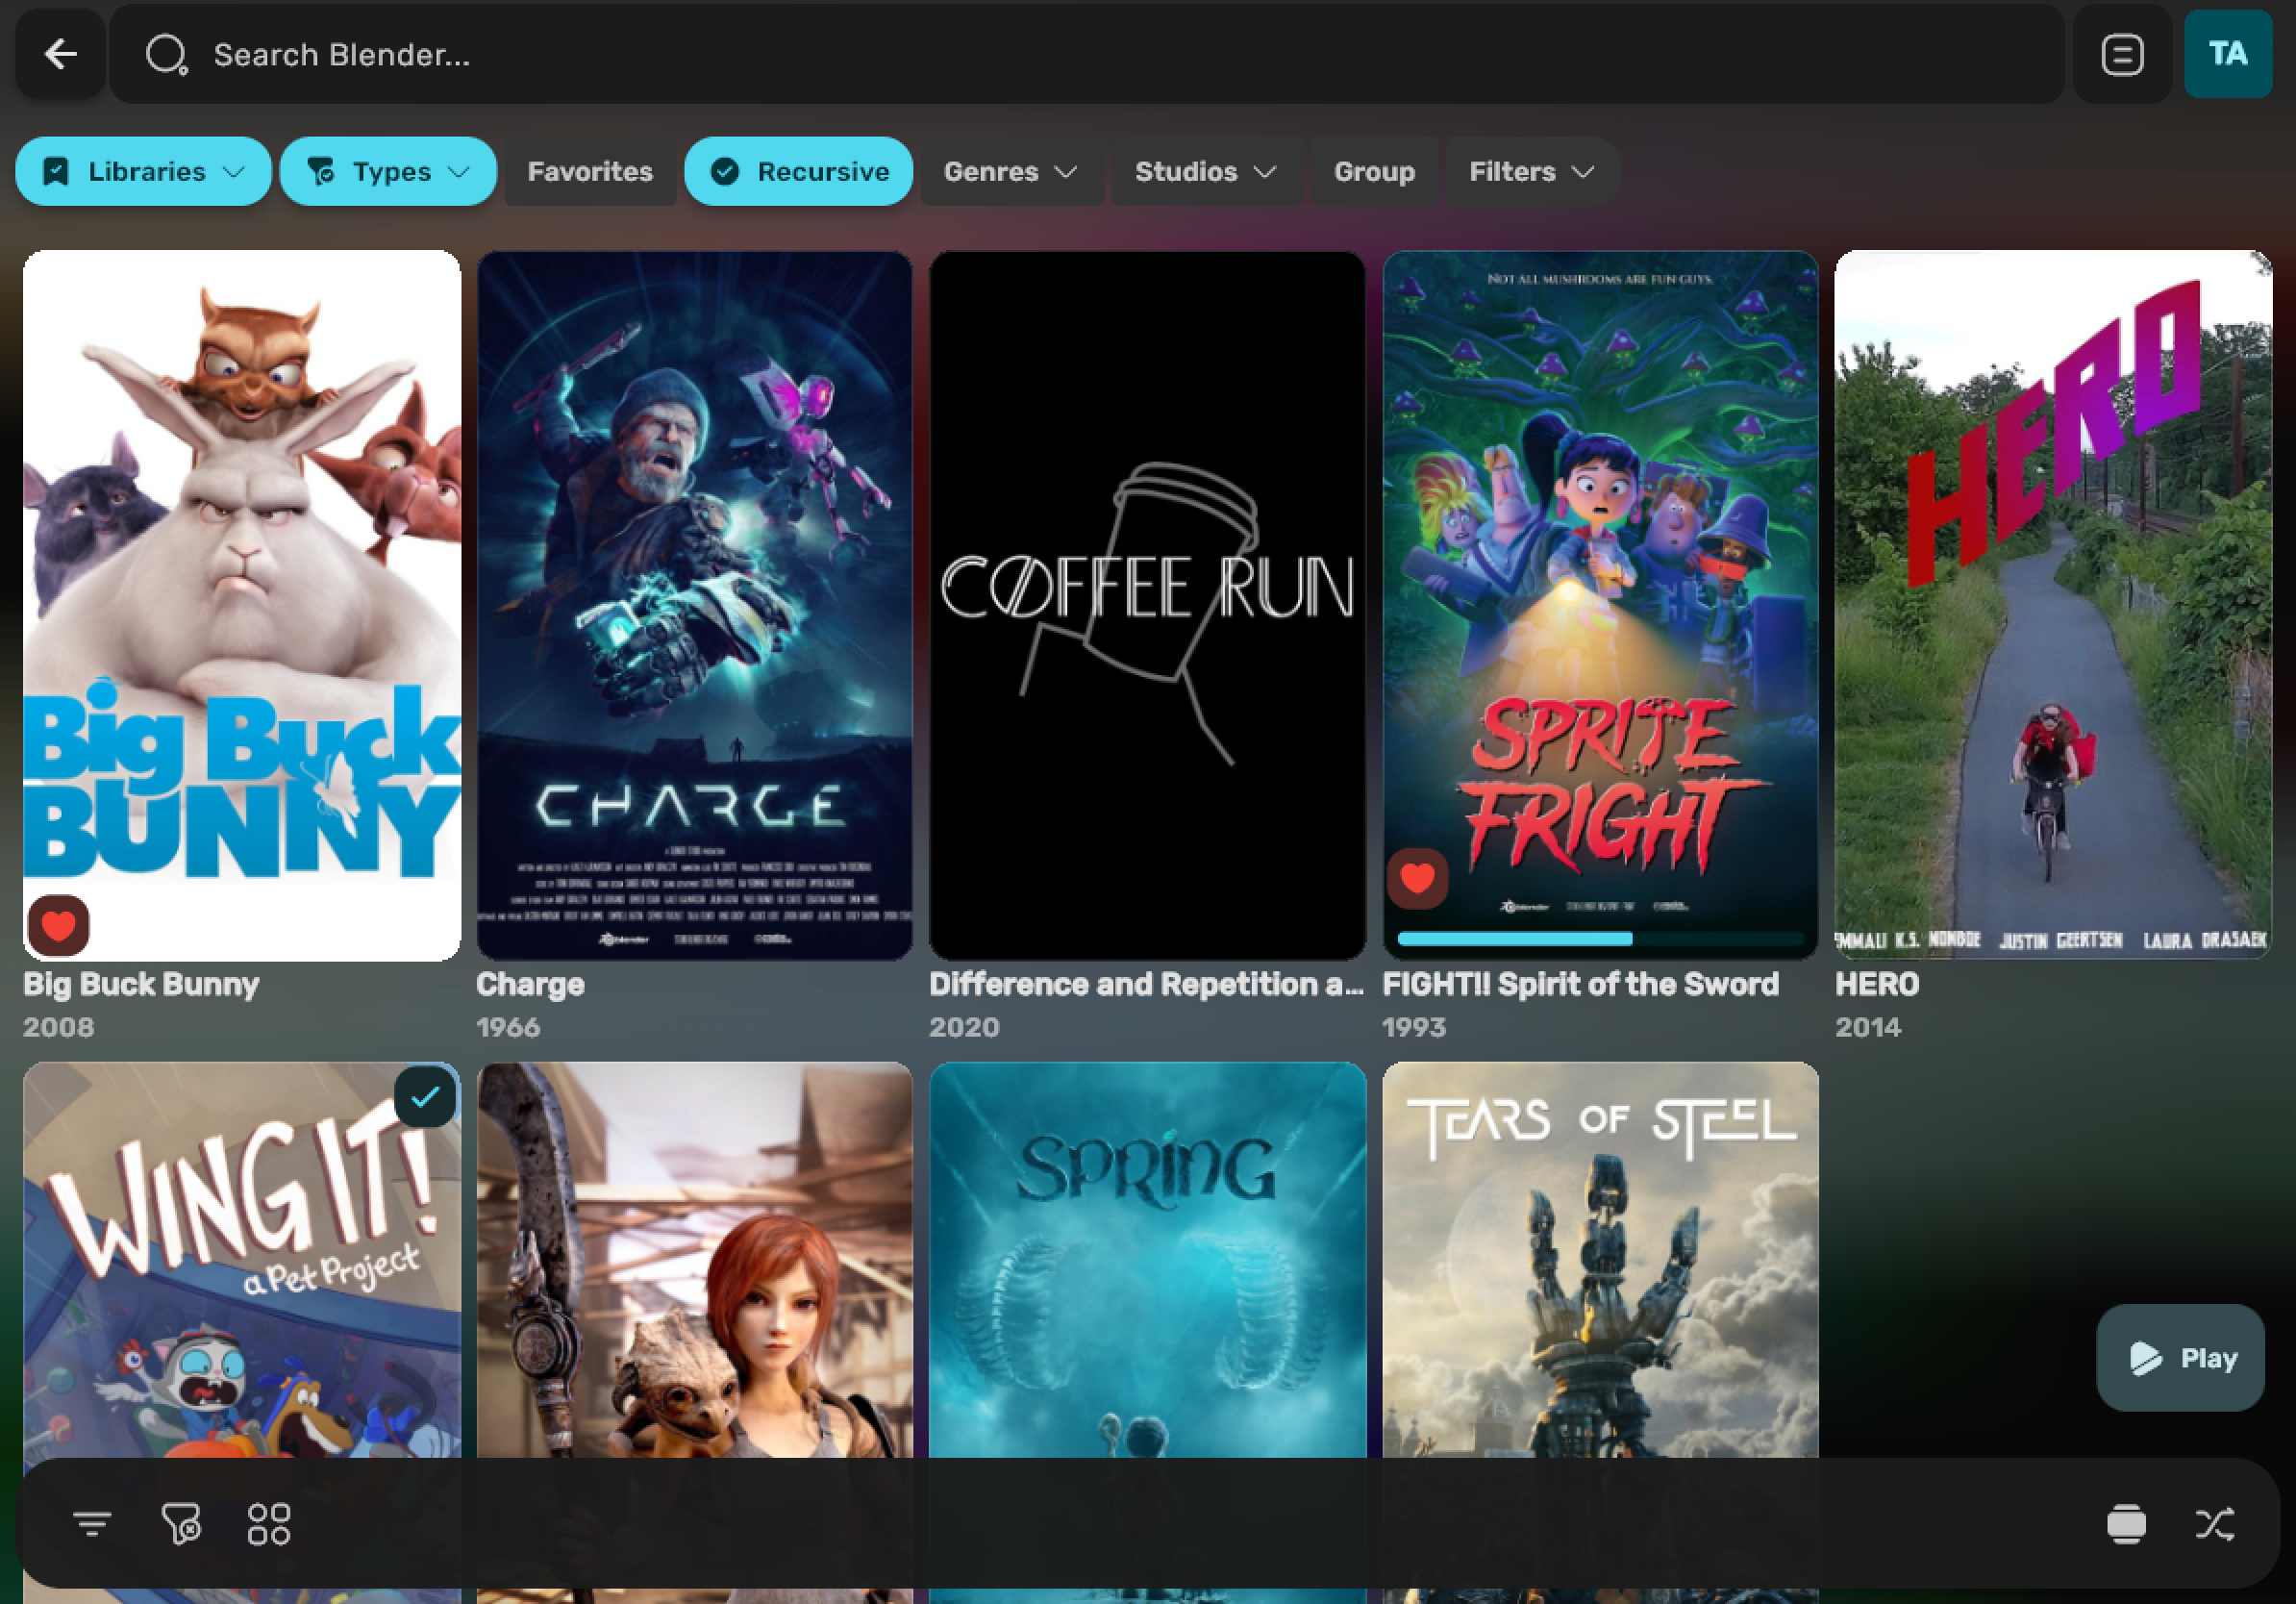 Search Blender...
TA
Libraries
Types
Favorites
Recursive
Genres
Studios
Group
Filters
Big Buck
BUNNY
CHARGE
blender
COFFEE RUN
NOT ALL MUSHROOMS ARE FUN GUYS.
SPRITE
FRIGHT
blender
HERO
K.S. NONBOE JUSTIN GEERTSEN LAURA DRASAEK
Big Buck Bunny
2008
Charge
1966
Difference and Repetition a...
2020
FIGHT!! Spirit of the Sword
1993
HERO
2014
WING IT!
a Pet Project
SPRING
TEARS OF STEEL
Play